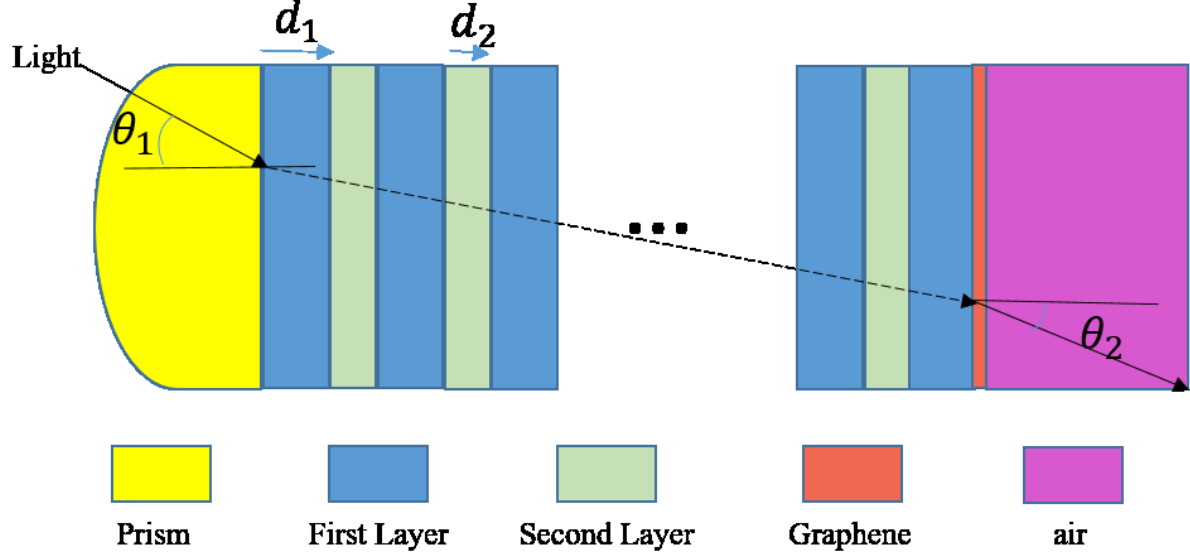 d₁
d₂
Light
θ₁
θ₂
Prism
First Layer
Second Layer
Graphene
air